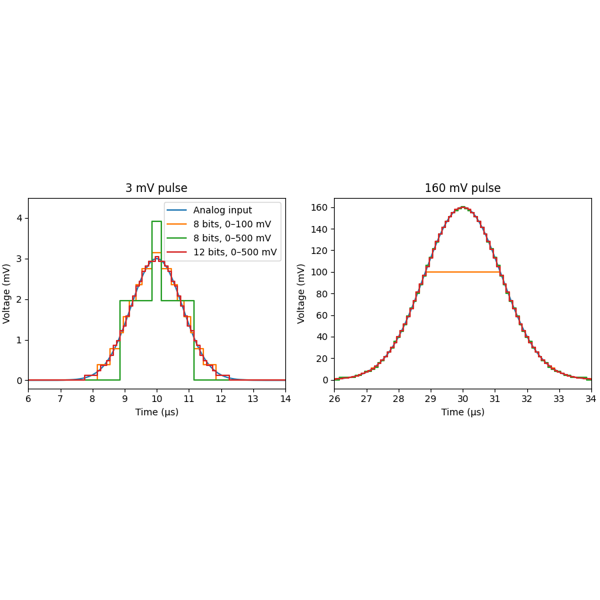 3 mV pulse
Voltage (mV)
4
3
2
1
0
Analog input
8 bits, 0–100 mV
8 bits, 0–500 mV
12 bits, 0–500 mV
6 7 8 9 10 11 12 13 14
Time (µs)
160 mV pulse
Voltage (mV)
160
140
120
100
80
60
40
20
0
26 27 28 29 30 31 32 33 34
Time (µs)